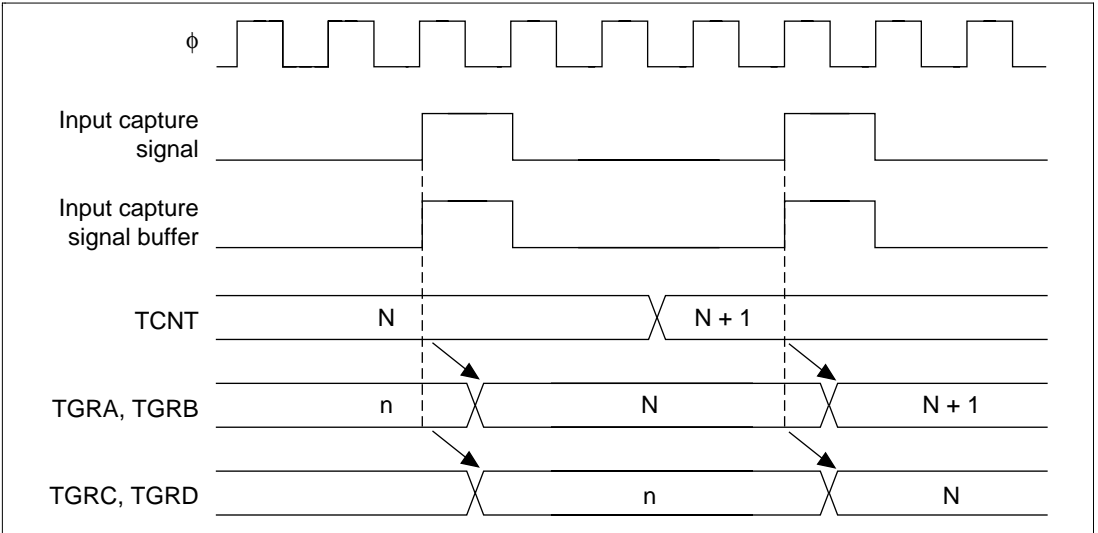 ϕ
Input capture
signal
Input capture
signal buffer
TCNT N N + 1
TGRA, TGRB n N N + 1
TGRC, TGRD n N